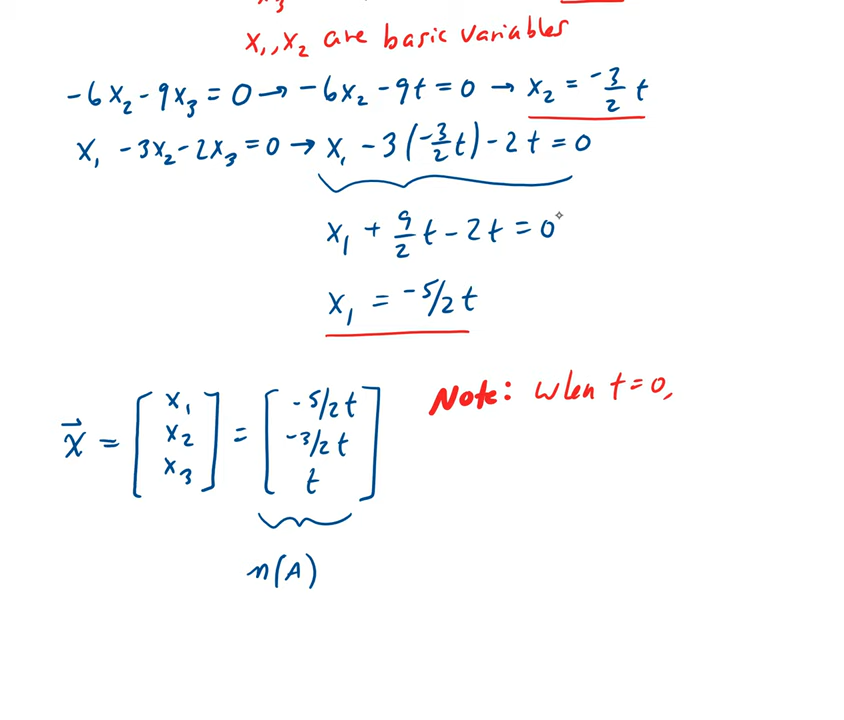 x₃
x₁, x₂ are basic variables
-6x₂ - 9x₃ = 0 → -6x₂ - 9t = 0 → x₂ = -3/2 t
x₁ - 3x₂ - 2x₃ = 0 → x₁ - 3(-3/2 t) - 2t = 0
x₁ + 9/2 t - 2t = 0
x₁ = -5/2 t
x⃗ = [x₁ x₂ x₃] = [-5/2 t -3/2 t t]
Note: when t=0,
n(A)